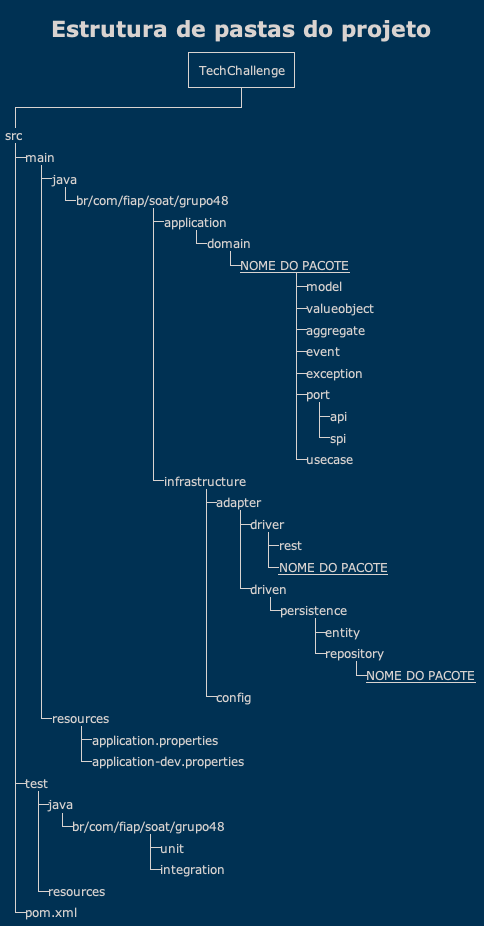 Estrutura de pastas do projeto
TechChallenge
src
main
java
br/com/fiap/soat/grupo48
application
domain
NOME DO PACOTE
model
valueobject
aggregate
event
exception
port
api
spi
usecase
infrastructure
adapter
driver
rest
NOME DO PACOTE
driven
persistence
entity
repository
NOME DO PACOTE
config
resources
application.properties
application-dev.properties
test
java
br/com/fiap/soat/grupo48
unit
integration
resources
pom.xml